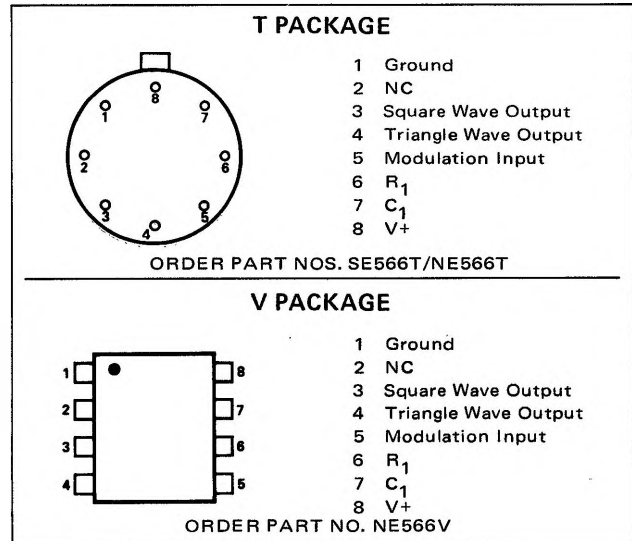 T PACKAGE
8
1
7
2
6
3
5
4
1 Ground
2 NC
3 Square Wave Output
4 Triangle Wave Output
5 Modulation Input
6 R1
7 C1
8 V+
ORDER PART NOS. SE566T/NE566T
V PACKAGE
1 8
2 7
3 6
4 5
1 Ground
2 NC
3 Square Wave Output
4 Triangle Wave Output
5 Modulation Input
6 R1
7 C1
8 V+
ORDER PART NO. NE566V